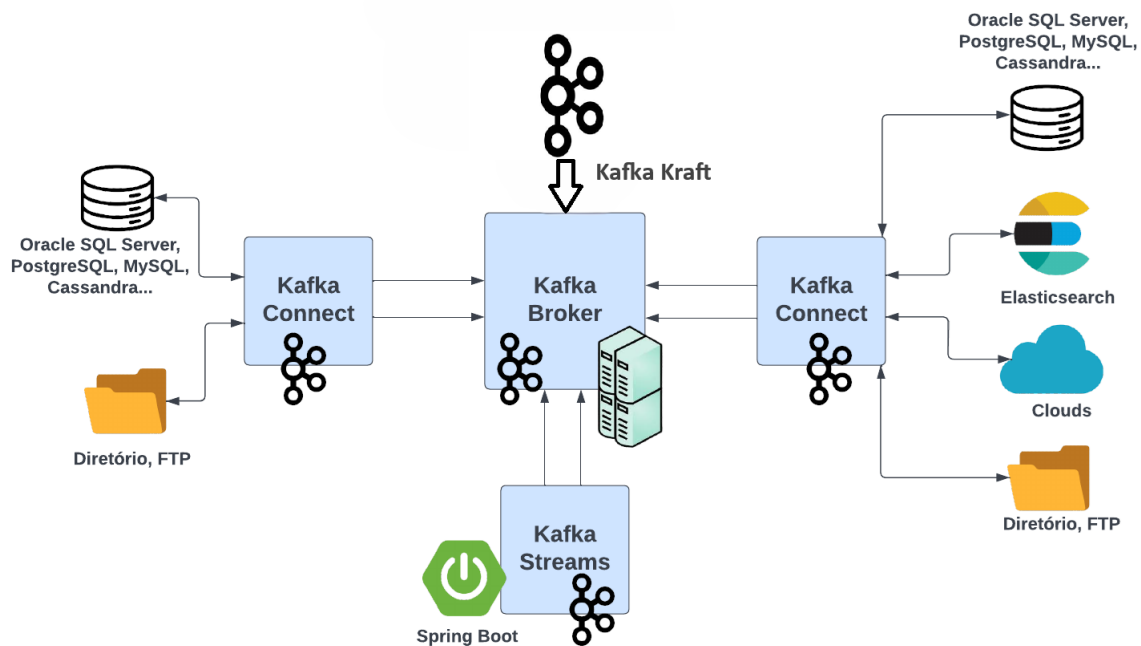 Oracle SQL Server,
PostgreSQL, MySQL,
Cassandra...
Kafka Kraft
Oracle SQL Server,
PostgreSQL, MySQL,
Cassandra...
Kafka
Connect
Kafka
Broker
Kafka
Connect
Elasticsearch
Clouds
Diretório, FTP
Diretório, FTP
Kafka
Streams
Spring Boot